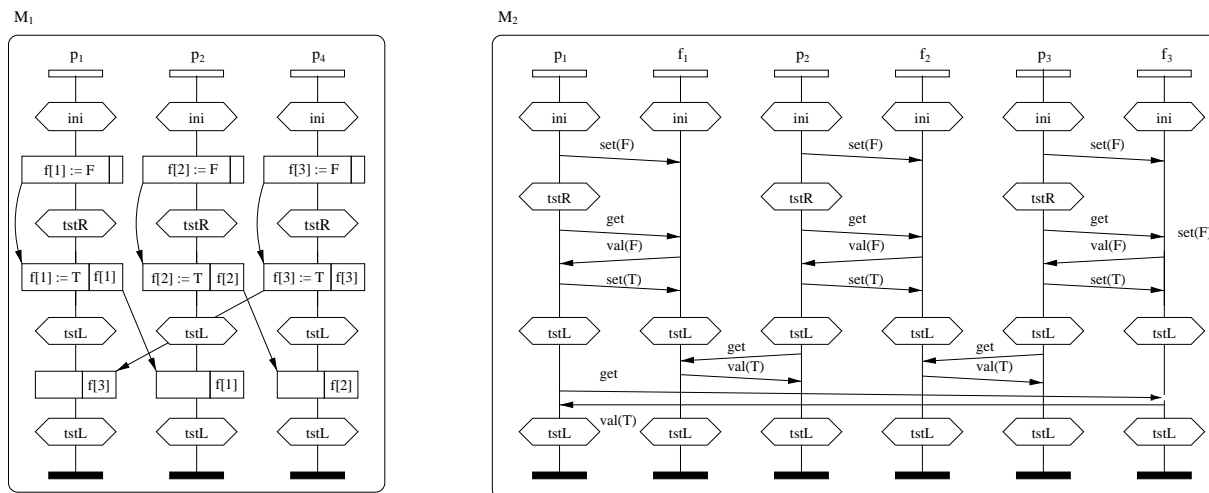 M1 M2
p1 p2 p4 p1 f1 p2 f2 p3 f3
ini ini ini ini ini ini ini ini ini
set(F) set(F) set(F)
f[1] := F f[2] := F f[3] := F
tstR tstR tstR tstR tstR tstR
get get get
val(F) val(F) val(F) set(F)
f[1] := T f[1] f[2] := T f[2] f[3] := T f[3]
set(T) set(T) set(T)
tstL tstL tstL tstL tstL tstL tstL tstL tstL
get get
val(T) val(T)
get
f[3] f[1] f[2]
val(T)
tstL tstL tstL tstL tstL tstL tstL tstL tstL